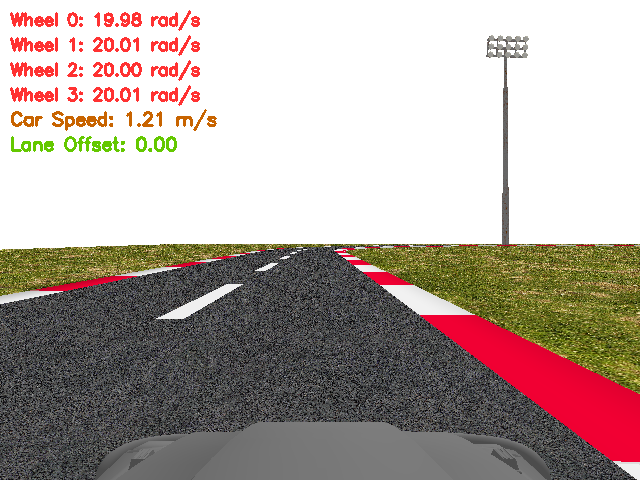 Wheel 0: 19.98 rad/s
Wheel 1: 20.01 rad/s
Wheel 2: 20.00 rad/s
Wheel 3: 20.01 rad/s
Car Speed: 1.21 m/s
Lane Offset: 0.00